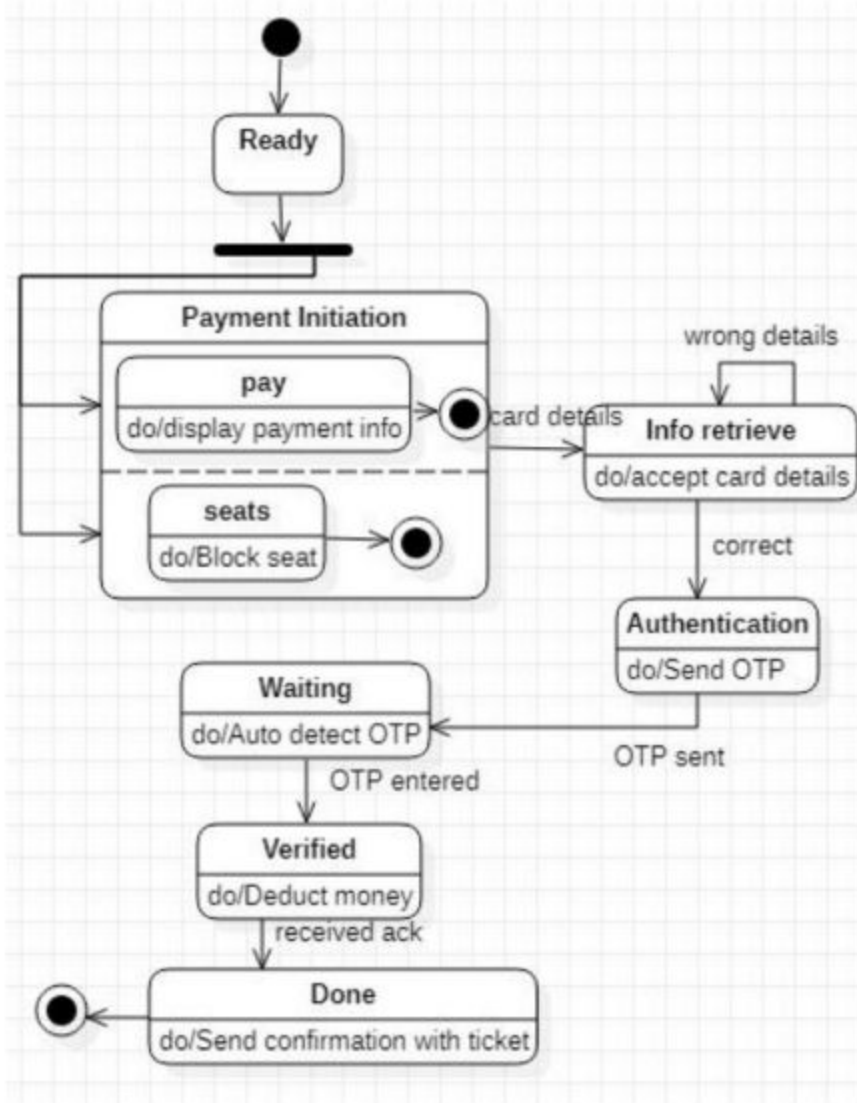 Ready
Payment Initiation
pay
do/display payment info
seats
do/Block seat
card details
wrong details
Info retrieve
do/accept card details
correct
Authentication
do/Send OTP
OTP sent
Waiting
do/Auto detect OTP
OTP entered
Verified
do/Deduct money
received ack
Done
do/Send confirmation with ticket